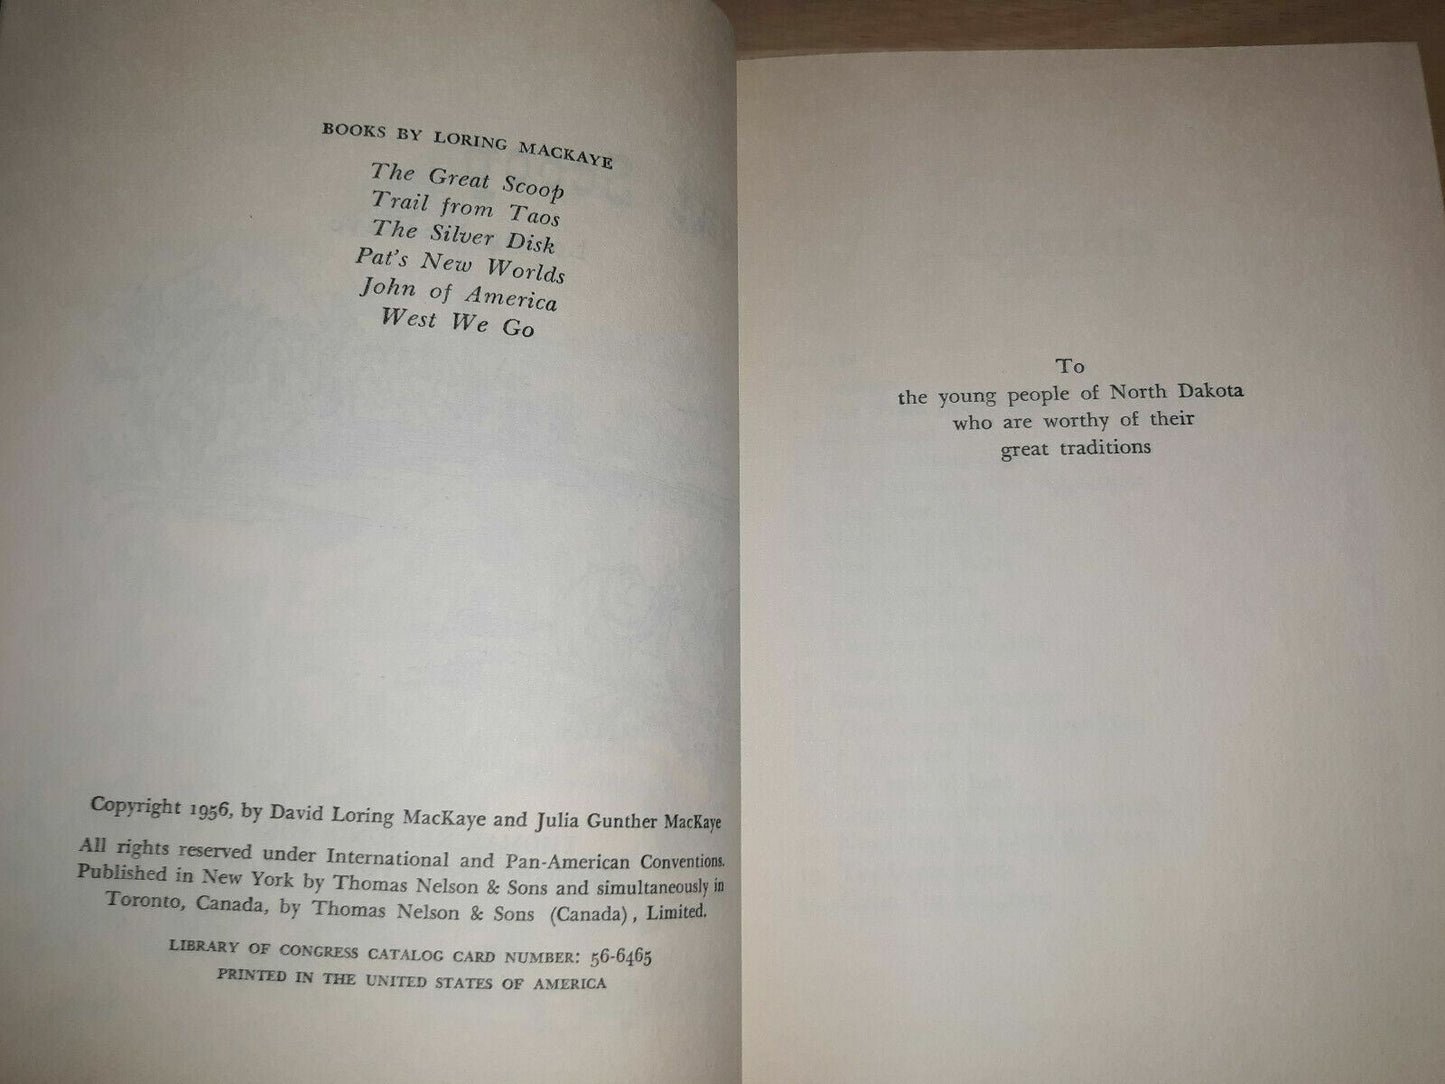 BOOKS BY LORING MACKAYE
The Great Scoop
Trail from Taos
The Silver Disk
Pat's New Worlds
John of America
West We Go
Copyright 1956, by David Loring MacKaye and Julia Gunther MacKaye
All rights reserved under International and Pan-American Conventions.
Published in New York by Thomas Nelson & Sons and simultaneously in
Toronto, Canada, by Thomas Nelson & Sons (Canada), Limited.
LIBRARY OF CONGRESS CATALOG CARD NUMBER: 56-6465
PRINTED IN THE UNITED STATES OF AMERICA
To
the young people of North Dakota
who are worthy of their
great traditions